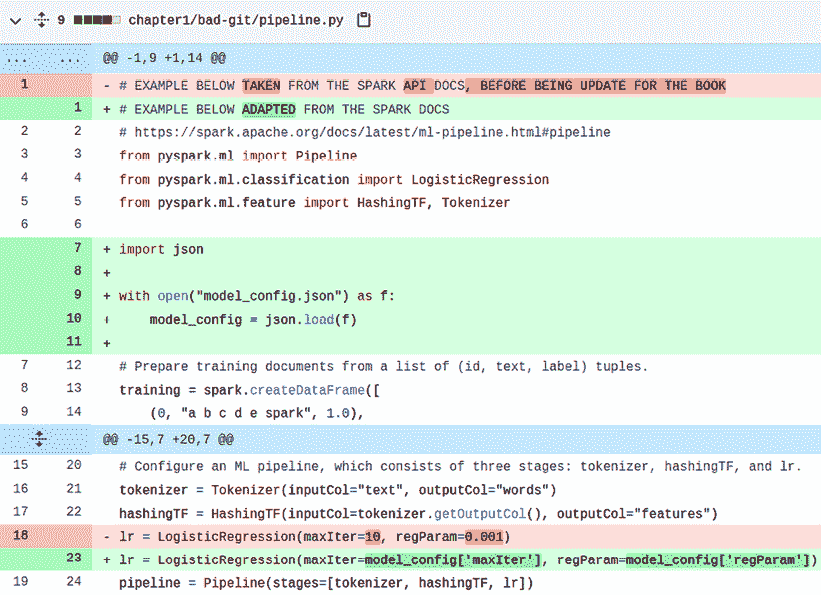 9 chapter1/bad-git/pipeline.py
... ... @@ -1,9 +1,14 @@
1 - # EXAMPLE BELOW TAKEN FROM THE SPARK API DOCS, BEFORE BEING UPDATE FOR THE BOOK
1 + # EXAMPLE BELOW ADAPTED FROM THE SPARK DOCS
2 2 # https://spark.apache.org/docs/latest/ml-pipeline.html#pipeline
3 3 from pyspark.ml import Pipeline
4 4 from pyspark.ml.classification import LogisticRegression
5 5 from pyspark.ml.feature import HashingTF, Tokenizer
6 6
7 + import json
8 +
9 + with open("model_config.json") as f:
10 + model_config = json.load(f)
11 +
7 12 # Prepare training documents from a list of (id, text, label) tuples.
8 13 training = spark.createDataFrame([
9 14 (0, "a b c d e spark", 1.0),
@@ -15,7 +20,7 @@
15 20 # Configure an ML pipeline, which consists of three stages: tokenizer, hashingTF, and lr.
16 21 tokenizer = Tokenizer(inputCol="text", outputCol="words")
17 22 hashingTF = HashingTF(inputCol=tokenizer.getOutputCol(), outputCol="features")
18 - lr = LogisticRegression(maxIter=10, regParam=0.001)
23 + lr = LogisticRegression(maxIter=model_config['maxIter'], regParam=model_config['regParam'])
19 24 pipeline = Pipeline(stages=[tokenizer, hashingTF, lr])